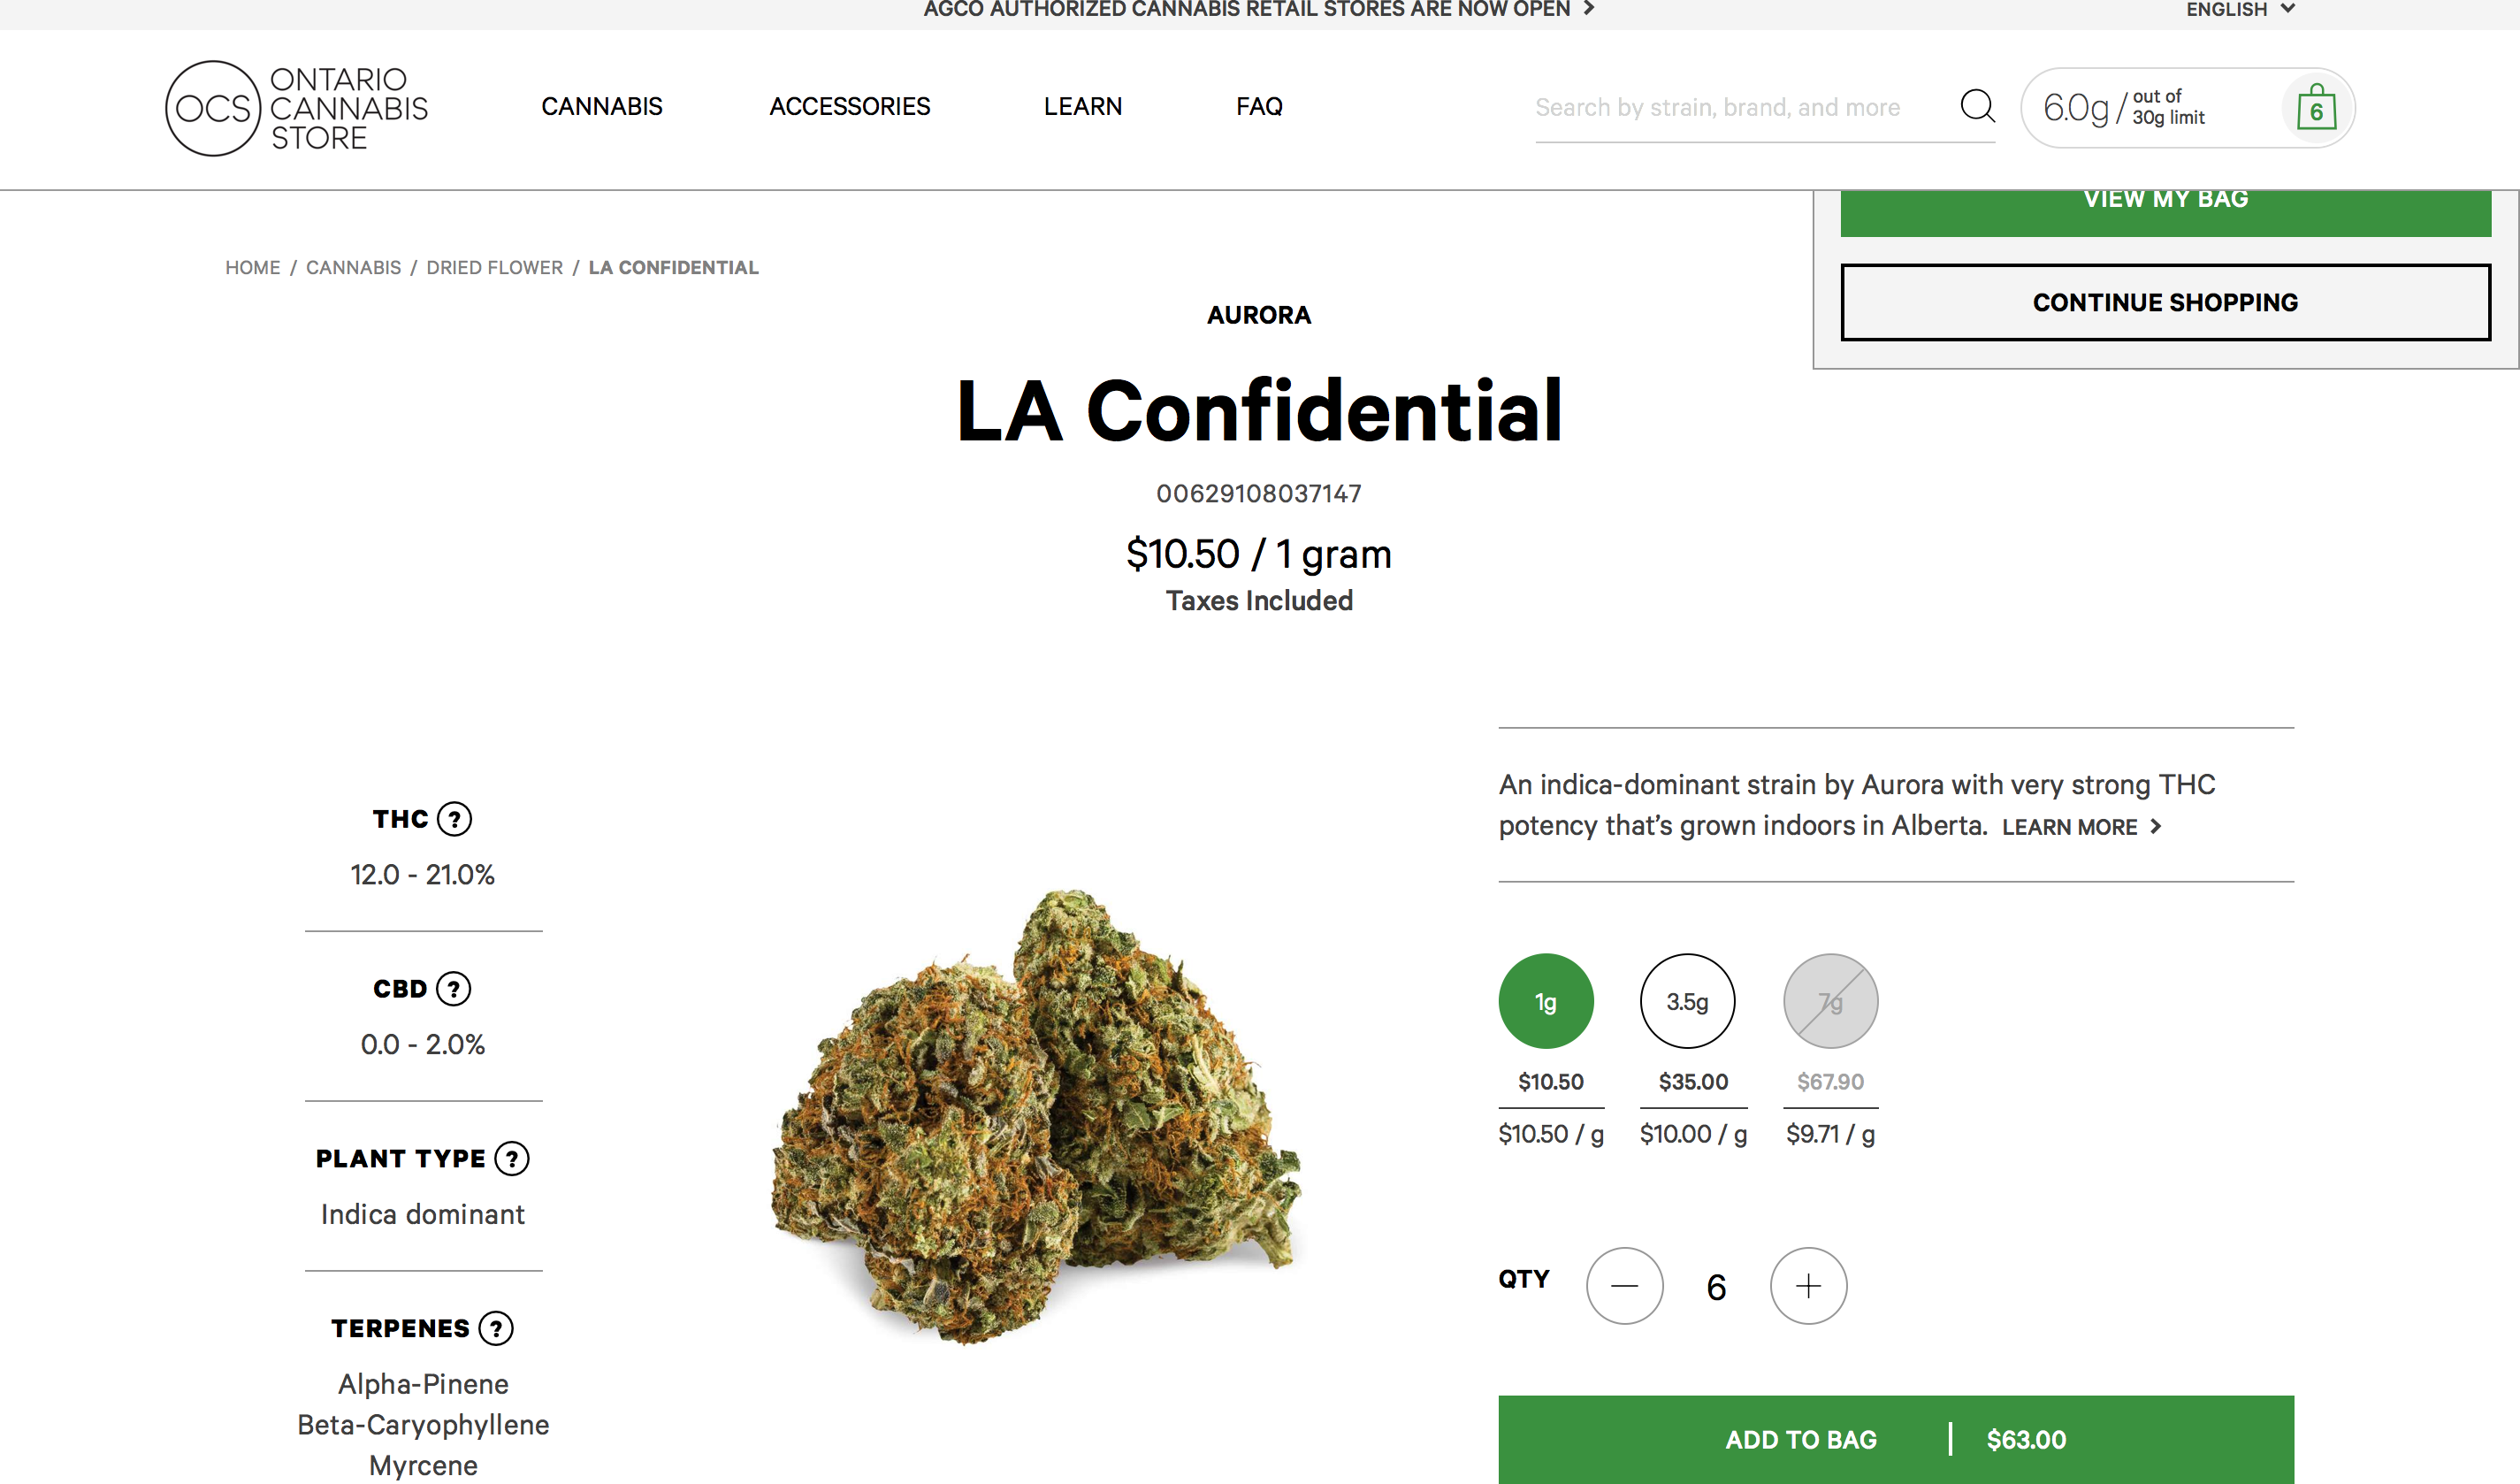 AGCO AUTHORIZED CANNABIS RETAIL STORES ARE NOW OPEN
ENGLISH
OCS
ONTARIO
CANNABIS
STORE
CANNABIS
ACCESSORIES
LEARN
FAQ
Search by strain, brand, and more
6.0g / out of
30g limit
6
VIEW MY BAG
CONTINUE SHOPPING
HOME / CANNABIS / DRIED FLOWER / LA CONFIDENTIAL
AURORA
LA Confidential
00629108037147
$10.50 / 1 gram
Taxes Included
THC ?
12.0 - 21.0%
CBD ?
0.0 - 2.0%
PLANT TYPE ?
Indica dominant
TERPENES ?
Alpha-Pinene
Beta-Caryophyllene
Myrcene
An indica-dominant strain by Aurora with very strong THC
potency that’s grown indoors in Alberta. LEARN MORE
1g 3.5g 7g
$10.50 $35.00 $67.90
$10.50 / g $10.00 / g $9.71 / g
QTY — 6 +
ADD TO BAG | $63.00